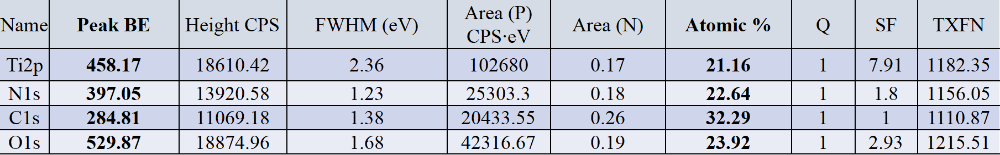 Name Peak BE Height CPS FWHM (eV) Area (P) CPS·eV Area (N) Atomic % Q SF TXFN
Ti2p 458.17 18610.42 2.36 102680 0.17 21.16 1 7.91 1182.35
N1s 397.05 13920.58 1.23 25303.3 0.18 22.64 1 1.8 1156.05
C1s 284.81 11069.18 1.38 20433.55 0.26 32.29 1 1 1110.87
O1s 529.87 18874.96 1.68 42316.67 0.19 23.92 1 2.93 1215.51